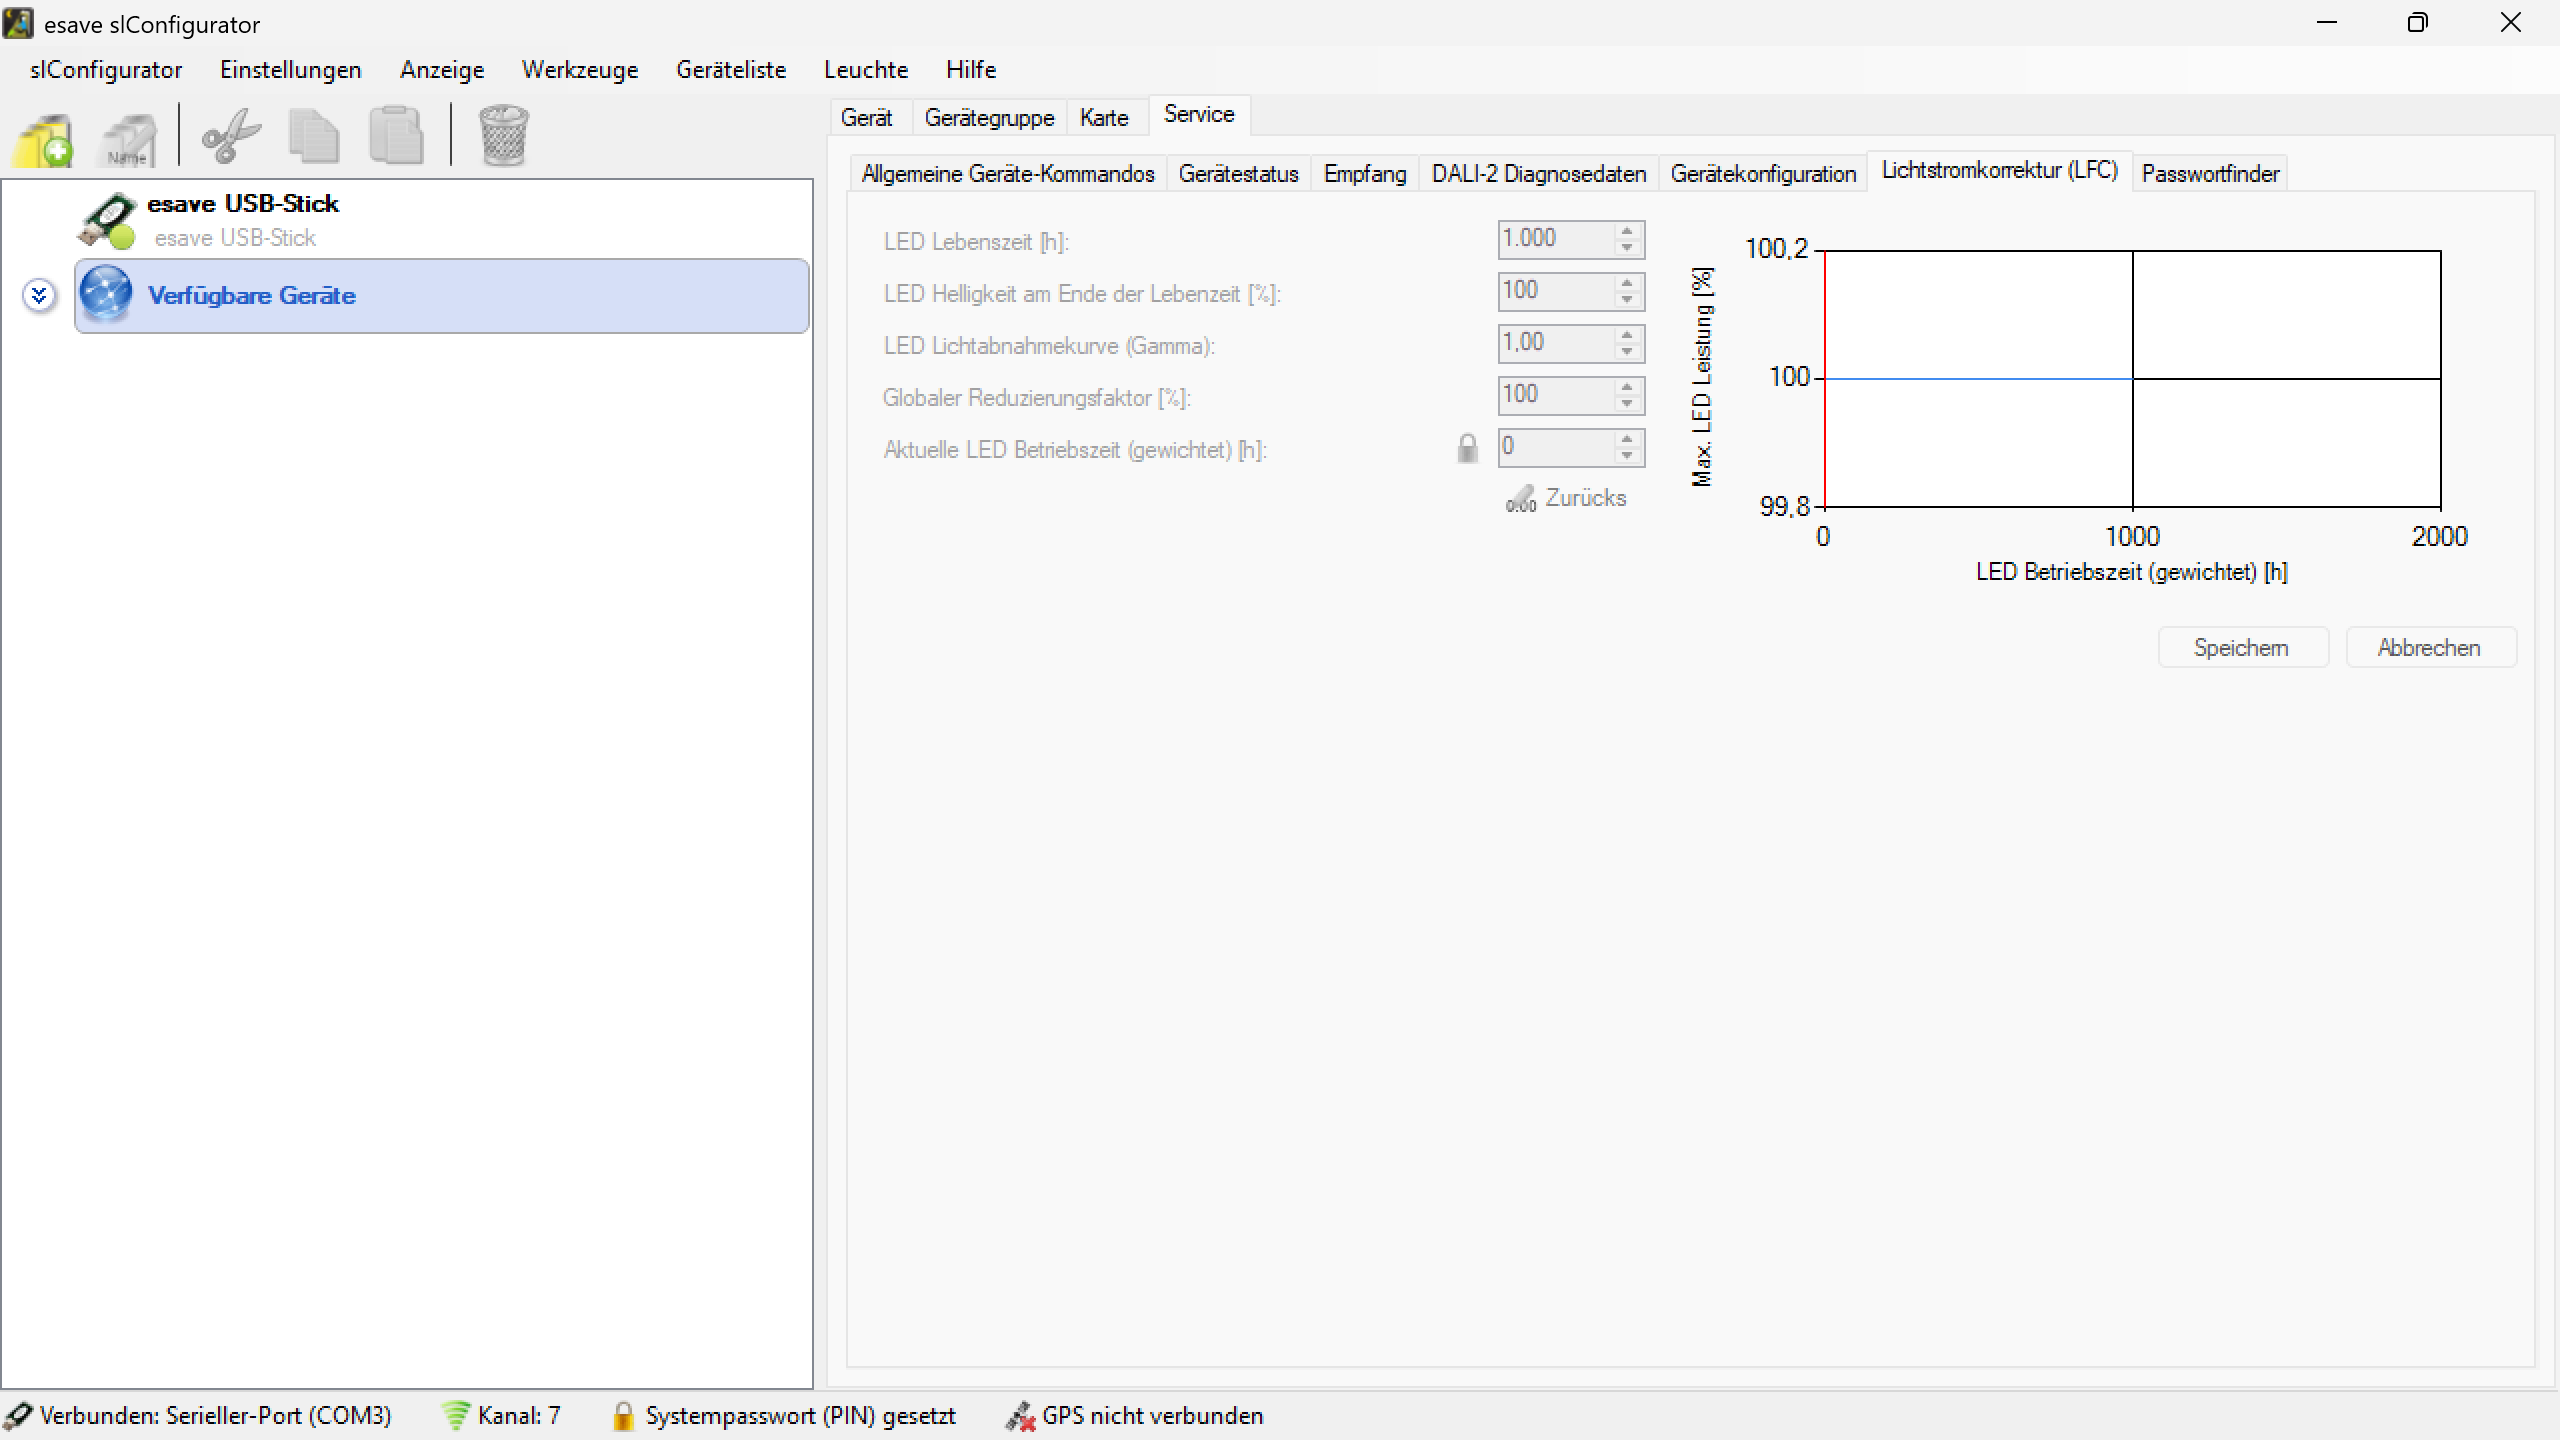 esave slConfigurator
slConfigurator Einstellungen Anzeige Werkzeuge Geräteliste Leuchte Hilfe
Name
Gerät Gerätegruppe Karte Service
Allgemeine Geräte-Kommandos Gerätestatus Empfang DALI-2 Diagnosedaten Gerätekonfiguration Lichtstromkorrektur (LFC) Passwortfinder
esave USB-Stick
esave USB-Stick
Verfügbare Geräte
LED Lebenszeit [h]: 1.000
LED Helligkeit am Ende der Lebenzeit [%]: 100
LED Lichtabnahmekurve (Gamma): 1,00
Globaler Reduzierungsfaktor [%]: 100
Aktuelle LED Betriebszeit (gewichtet) [h]: 0
0.00 Zurücks
Max. LED Leistung [%]
100,2
100
99,8
0 1000 2000
LED Betriebszeit (gewichtet) [h]
Speichern Abbrechen
Verbunden: Serieller-Port (COM3) Kanal: 7 Systempasswort (PIN) gesetzt GPS nicht verbunden